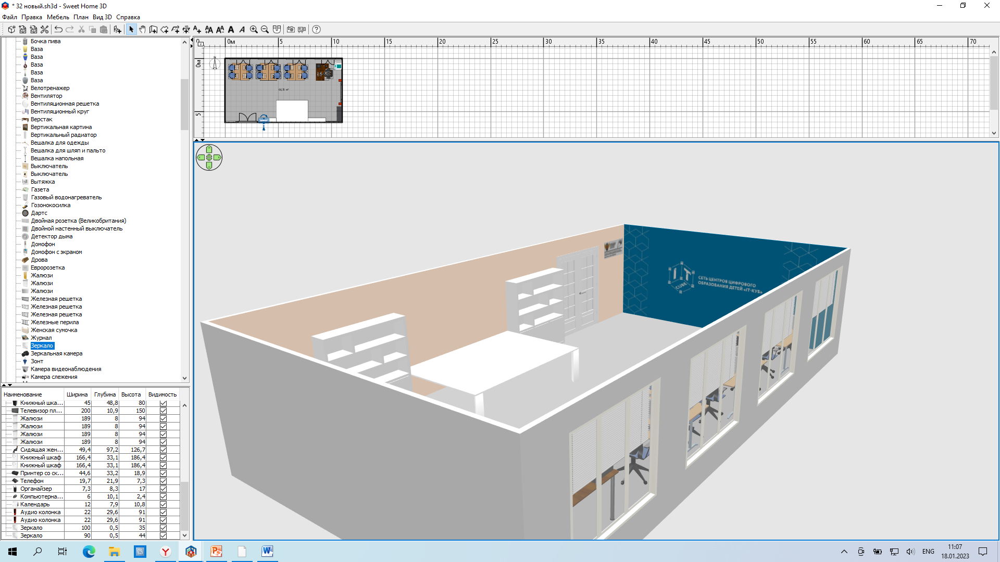 * 32 новый.sh3d - Sweet Home 3D
Файл Правка Мебель План Вид 3D Справка
Бочка пива
Ваза
Ваза
Ваза
Ваза
Ваза
Велотренажер
Вентилятор
Вентиляционная решетка
Вентиляционный круг
Верстак
Вертикальная картина
Вертикальный радиатор
Вешалка для одежды
Вешалка для шляп и пальто
Вешалка напольная
Выключатель
Выключатель
Вытяжка
Газета
Газовый водонагреватель
Гозонокосилка
Дартс
Двойная розетка (Великобритания)
Двойной настенный выключатель
Детектор дыма
Домофон
Домофон с экраном
Дрова
Евророзетка
Жалюзи
Жалюзи
Жалюзи
Железная решетка
Железная решетка
Железная решетка
Железные перила
Женская сумочка
Журнал
Зеркало
Зеркальная камера
Зонт
Камера видеонаблюдения
Камера слежения
Наименование Ширина Глубина Высота Видимость
Книжный шка... 45 48,8 80
Телевизор пл... 200 10,9 150
Жалюзи 189 8 94
Жалюзи 189 8 94
Жалюзи 189 8 94
Жалюзи 189 8 94
Сидящая жен... 49,4 97,2 126,7
Книжный шкаф 166,4 33,1 186,4
Книжный шкаф 166,4 33,1 186,4
Принтер со ск... 44,6 33,2 18,9
Телефон 19,7 21,9 7,3
Органайзер 7,3 8,3 17
Компьютерна... 6 10,1 2,4
Календарь 12 7,9 10,8
Аудио колонка 22 29,6 91
Аудио колонка 22 29,6 91
Зеркало 100 0,5 35
Зеркало 90 0,5 44
0м 5 10 15 20 25 30 35 40 45 50 55 60 65 70
0м
5
N
IT
CUBE
СЕТЬ ЦЕНТРОВ ЦИФРОВОГО
ОБРАЗОВАНИЯ ДЕТЕЙ «IT-КУБ»
ENG
11:07
18.01.2023